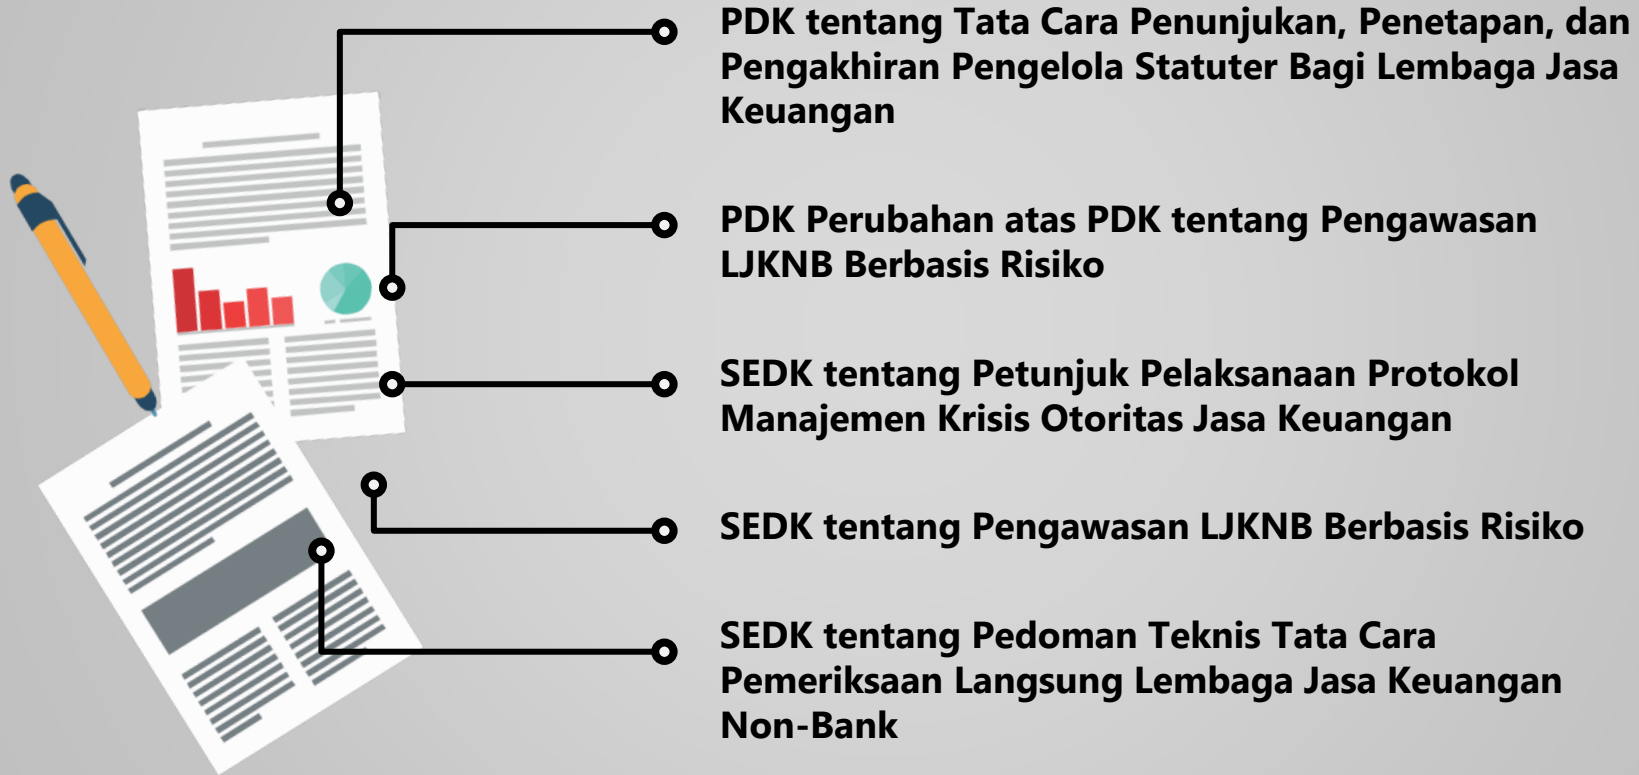 PDK tentang Tata Cara Penunjukan, Penetapan, dan
Pengakhiran Pengelola Statuter Bagi Lembaga Jasa
Keuangan
PDK Perubahan atas PDK tentang Pengawasan
LJKNB Berbasis Risiko
SEDK tentang Petunjuk Pelaksanaan Protokol
Manajemen Krisis Otoritas Jasa Keuangan
SEDK tentang Pengawasan LJKNB Berbasis Risiko
SEDK tentang Pedoman Teknis Tata Cara
Pemeriksaan Langsung Lembaga Jasa Keuangan
Non-Bank